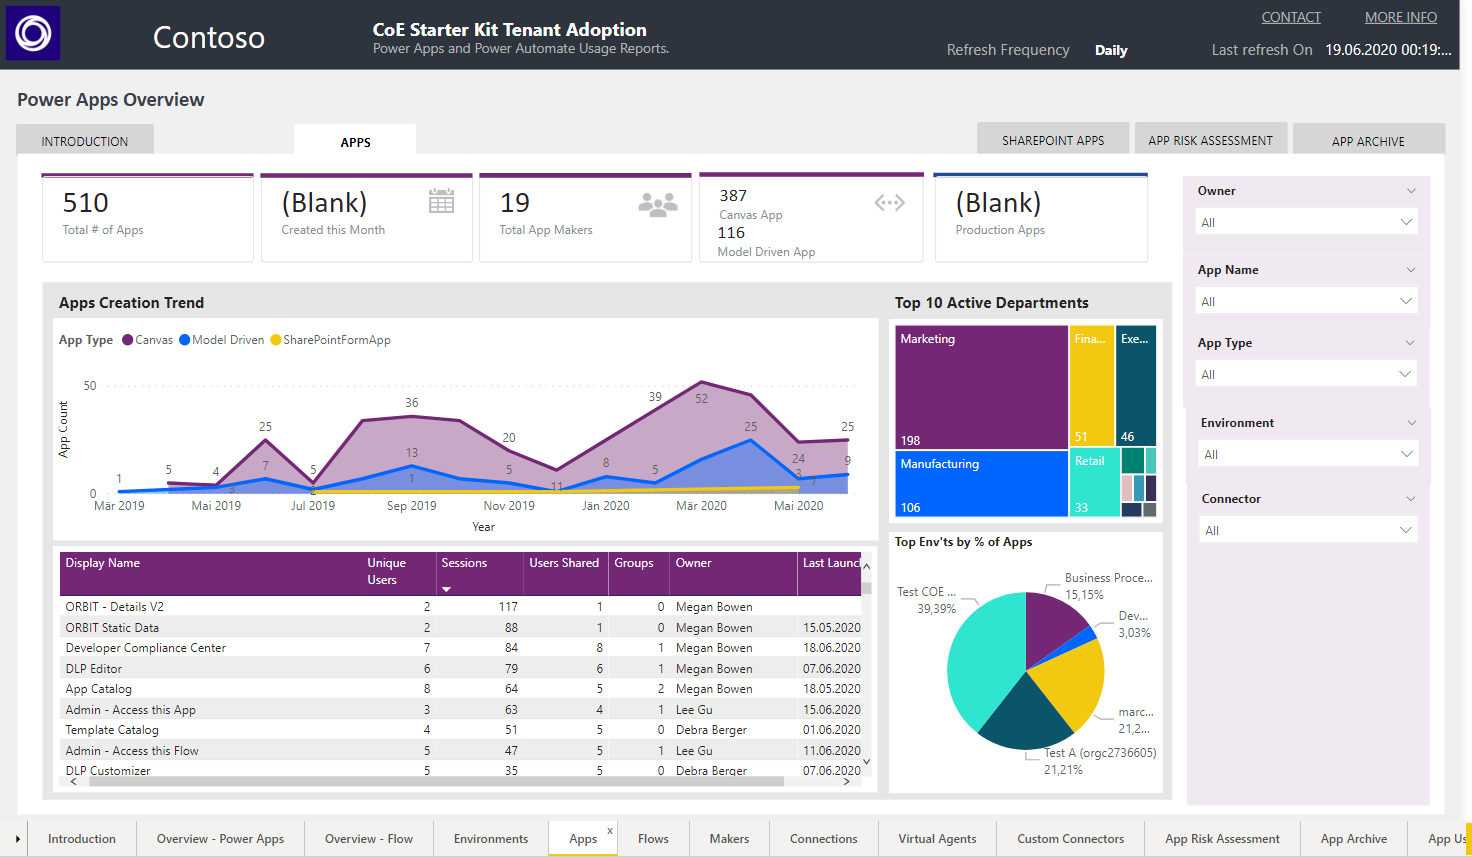 Contoso
CoE Starter Kit Tenant Adoption
Power Apps and Power Automate Usage Reports.
CONTACT
MORE INFO
Refresh Frequency Daily
Last refresh On 19.06.2020 00:19:...
Power Apps Overview
INTRODUCTION
APPS
SHAREPOINT APPS
APP RISK ASSESSMENT
APP ARCHIVE
510
Total # of Apps
(Blank)
Created this Month
19
Total App Makers
387
Canvas App
116
Model Driven App
(Blank)
Production Apps
Owner
All
App Name
All
App Type
All
Environment
All
Connector
All
Apps Creation Trend
App Type Canvas Model Driven SharePointFormApp
App Count
50
0
1
5
4
3
25
7
5
2
36
13
1
20
5
11
8
39
5
52
25
24
3
7
25
9
Mär 2019 Mai 2019 Jul 2019 Sep 2019 Nov 2019 Jän 2020 Mär 2020 Mai 2020
Year
Top 10 Active Departments
Marketing
198
Manufacturing
106
Fina...
51
Exe...
46
Retail
33
Display Name Unique Users Sessions Users Shared Groups Owner Last Launch
ORBIT - Details V2 2 117 1 0 Megan Bowen
ORBIT Static Data 2 88 1 0 Megan Bowen 15.05.2020
Developer Compliance Center 7 84 8 1 Megan Bowen 18.06.2020
DLP Editor 6 79 6 1 Megan Bowen 07.06.2020
App Catalog 8 64 5 2 Megan Bowen 18.05.2020
Admin - Access this App 3 63 4 1 Lee Gu 15.06.2020
Template Catalog 4 51 5 0 Debra Berger 01.06.2020
Admin - Access this Flow 5 47 5 1 Lee Gu 11.06.2020
DLP Customizer 5 35 5 0 Debra Berger 07.06.2020
Top Env'ts by % of Apps
Test COE ...
39,39%
Business Proce...
15,15%
Dev...
3,03%
marc...
21,2...
Test A (orgc2736605)
21,21%
Introduction
Overview - Power Apps
Overview - Flow
Environments
Apps
x
Flows
Makers
Connections
Virtual Agents
Custom Connectors
App Risk Assessment
App Archive
App Us